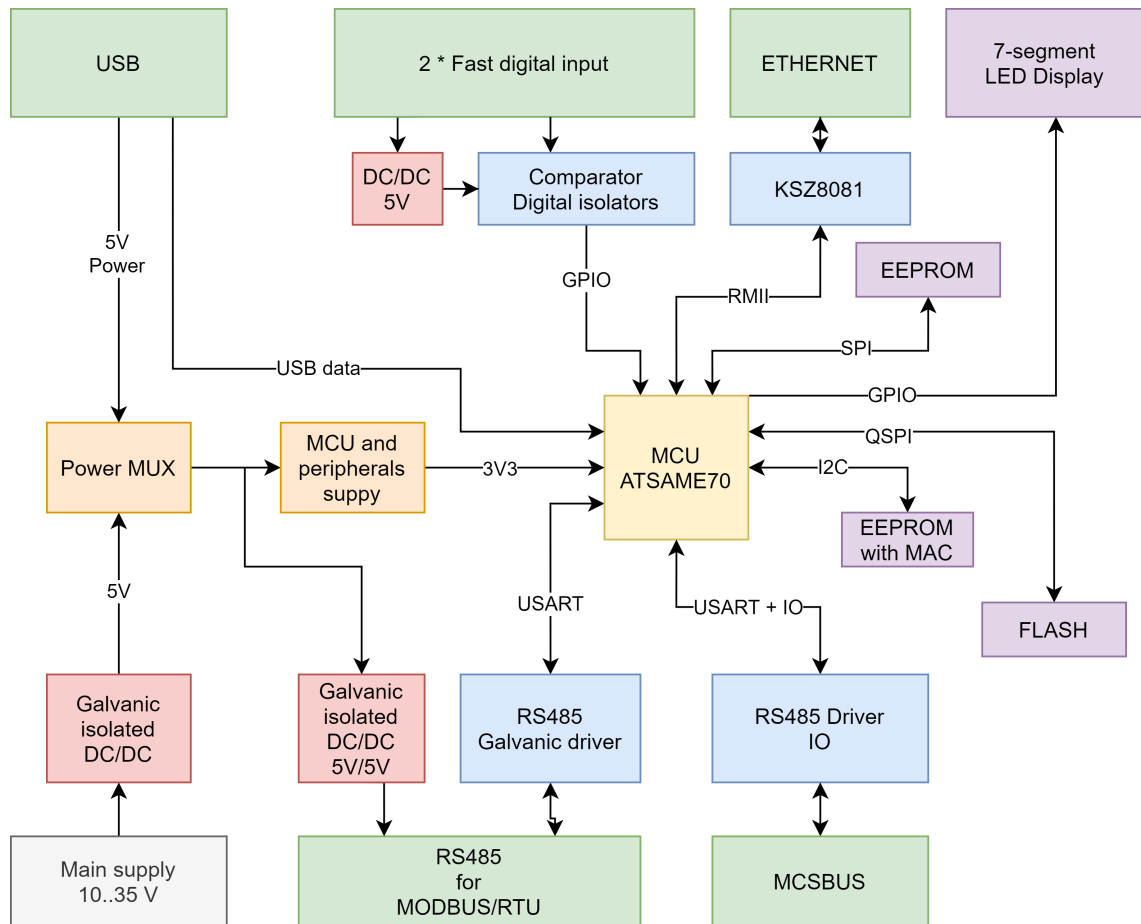 USB
2 * Fast digital input
ETHERNET
7-segment
LED Display
DC/DC
5V
Comparator
Digital isolators
KSZ8081
5V
Power
GPIO
EEPROM
RMII
SPI
USB data
GPIO
Power MUX
MCU and
peripherals
suppy
3V3
MCU
ATSAME70
QSPI
I2C
EEPROM
with MAC
5V
USART
USART + IO
FLASH
Galvanic
isolated
DC/DC
Galvanic
isolated
DC/DC
5V/5V
RS485
Galvanic driver
RS485 Driver
IO
Main supply
10..35 V
RS485
for
MODBUS/RTU
MCSBUS